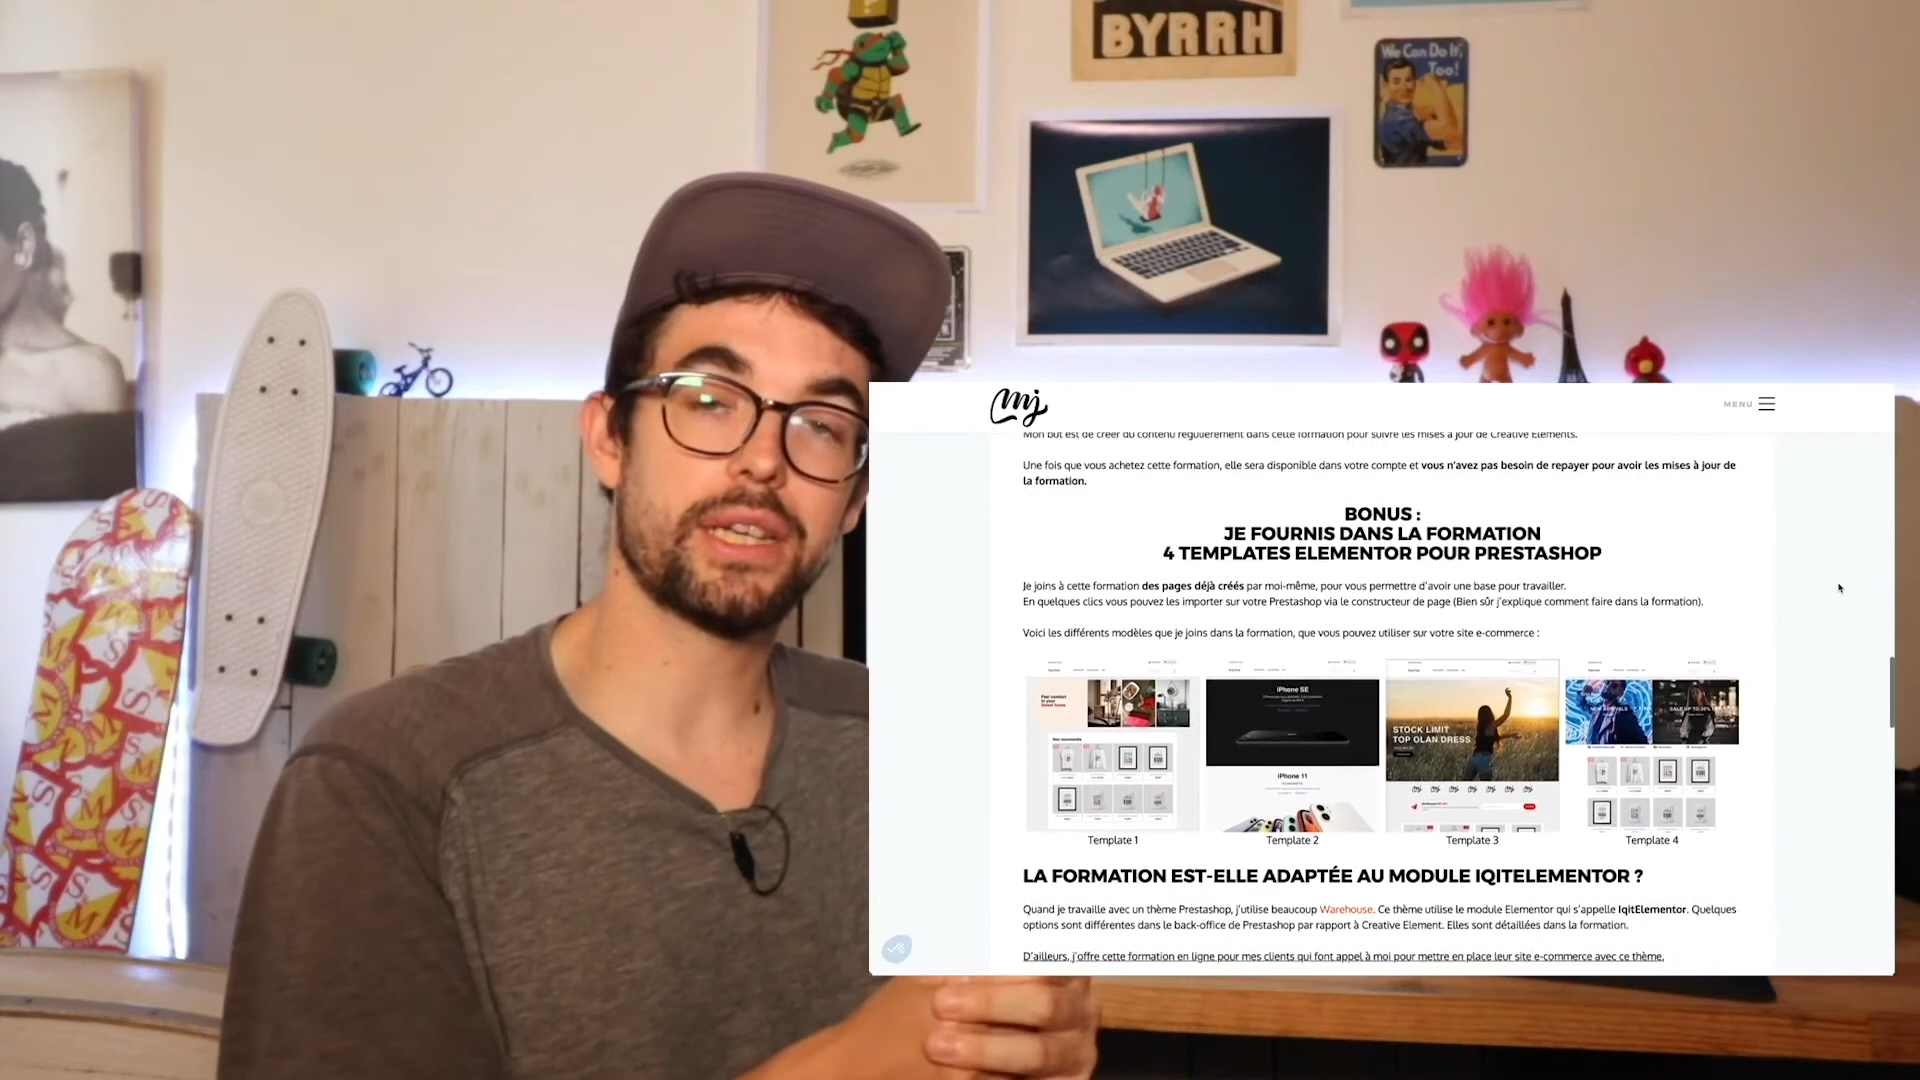 BYRRH
We Can Do It,
Too!
mj
MENU
Mon but est de créer du contenu régulièrement dans cette formation pour suivre les mises à jour de Creative Elements.
Une fois que vous achetez cette formation, elle sera disponible dans votre compte et vous n'avez pas besoin de repayer pour avoir les mises à jour de
la formation.
BONUS :
JE FOURNIS DANS LA FORMATION
4 TEMPLATES ELEMENTOR POUR PRESTASHOP
Je joins à cette formation des pages déjà créés par moi-même, pour vous permettre d'avoir une base pour travailler.
En quelques clics vous pouvez les importer sur votre Prestashop via le constructeur de page (Bien sûr j'explique comment faire dans la formation).
Voici les différents modèles que je joins dans la formation, que vous pouvez utiliser sur votre site e-commerce :
iPhone SE
iPhone 11
STOCK LIMIT
TOP OLAN DRESS
NEW ARRIVALS
SALE UP TO 30%
Template 1
Template 2
Template 3
Template 4
LA FORMATION EST-ELLE ADAPTÉE AU MODULE IQITELEMENTOR ?
Quand je travaille avec un thème Prestashop, j'utilise beaucoup Warehouse. Ce thème utilise le module Elementor qui s'appelle IqitElementor. Quelques
options sont différentes dans le back-office de Prestashop par rapport à Creative Element. Elles sont détaillées dans la formation.
D'ailleurs, j'offre cette formation en ligne pour mes clients qui font appel à moi pour mettre en place leur site e-commerce avec ce thème.